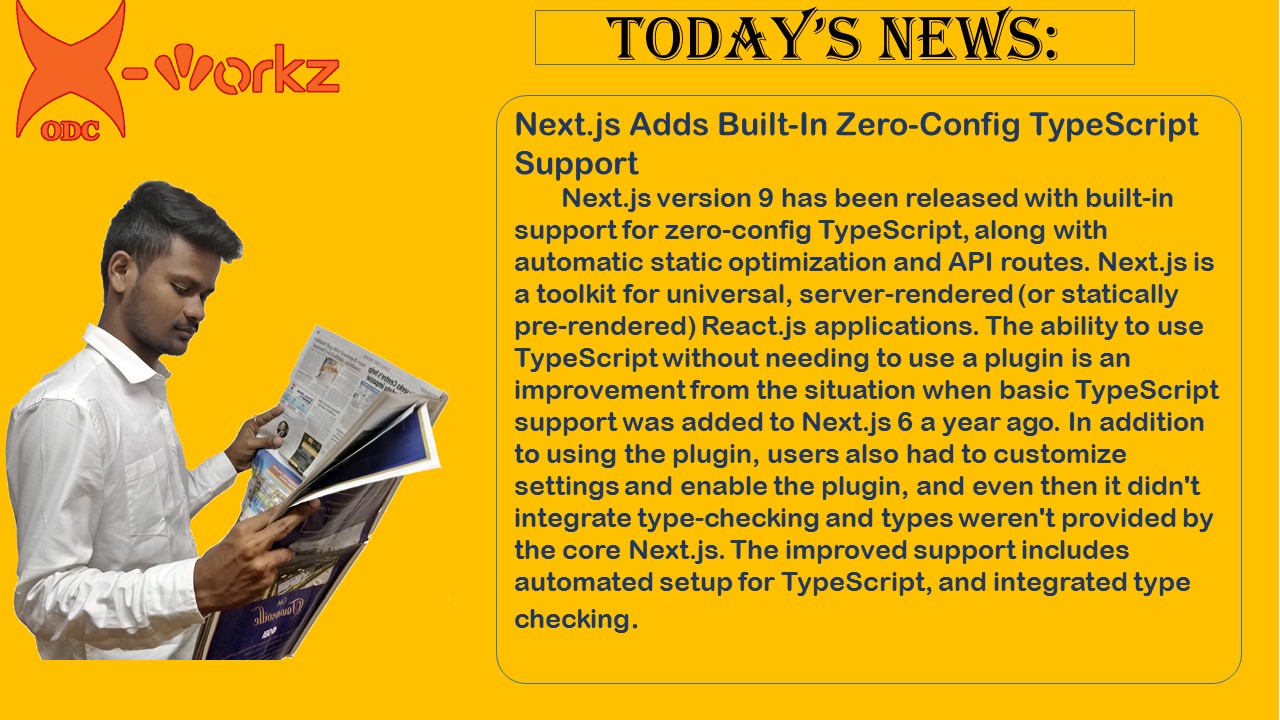 X-Workz
ODC
TODAY'S NEWS:
Next.js Adds Built-In Zero-Config TypeScript
Support
Next.js version 9 has been released with built-in
support for zero-config TypeScript, along with
automatic static optimization and API routes. Next.js is
a toolkit for universal, server-rendered (or statically
pre-rendered) React.js applications. The ability to use
TypeScript without needing to use a plugin is an
improvement from the situation when basic TypeScript
support was added to Next.js 6 a year ago. In addition
to using the plugin, users also had to customize
settings and enable the plugin, and even then it didn't
integrate type-checking and types weren't provided by
the core Next.js. The improved support includes
automated setup for TypeScript, and integrated type
checking.